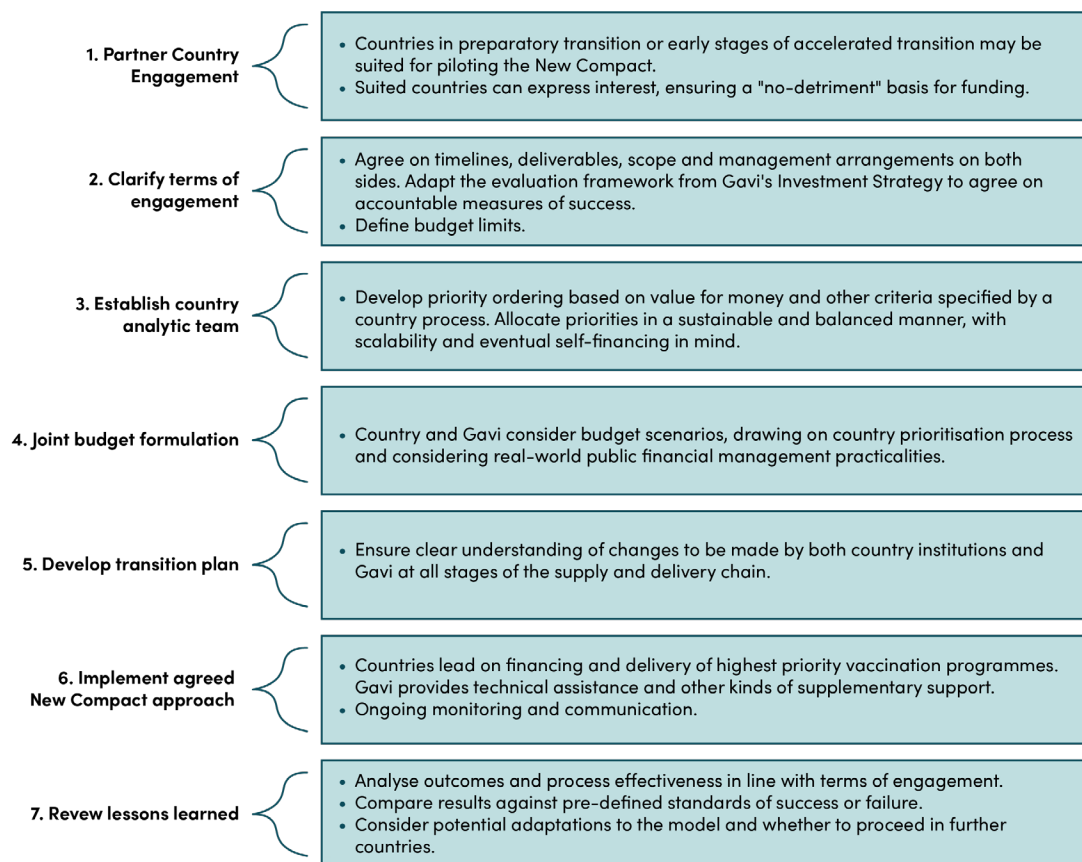 1. Partner Country
Engagement
• Countries in preparatory transition or early stages of accelerated transition may be
suited for piloting the New Compact.
• Suited countries can express interest, ensuring a "no-detriment" basis for funding.
2. Clarify terms of
engagement
• Agree on timelines, deliverables, scope and management arrangements on both
sides. Adapt the evaluation framework from Gavi's Investment Strategy to agree on
accountable measures of success.
• Define budget limits.
3. Establish country
analytic team
• Develop priority ordering based on value for money and other criteria specified by a
country process. Allocate priorities in a sustainable and balanced manner, with
scalability and eventual self-financing in mind.
4. Joint budget formulation
• Country and Gavi consider budget scenarios, drawing on country prioritisation process
and considering real-world public financial management practicalities.
5. Develop transition plan
• Ensure clear understanding of changes to be made by both country institutions and
Gavi at all stages of the supply and delivery chain.
6. Implement agreed
New Compact approach
• Countries lead on financing and delivery of highest priority vaccination programmes.
Gavi provides technical assistance and other kinds of supplementary support.
• Ongoing monitoring and communication.
7. Revew lessons learned
• Analyse outcomes and process effectiveness in line with terms of engagement.
• Compare results against pre-defined standards of success or failure.
• Consider potential adaptations to the model and whether to proceed in further
countries.